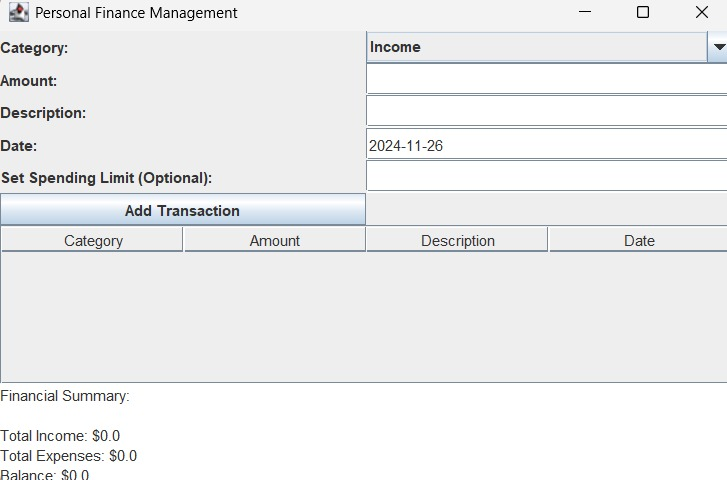 Personal Finance Management
Category: Income
Amount:
Description:
Date: 2024-11-26
Set Spending Limit (Optional):
Add Transaction
Category Amount Description Date
Financial Summary:
Total Income: $0.0
Total Expenses: $0.0
Balance: $0.0